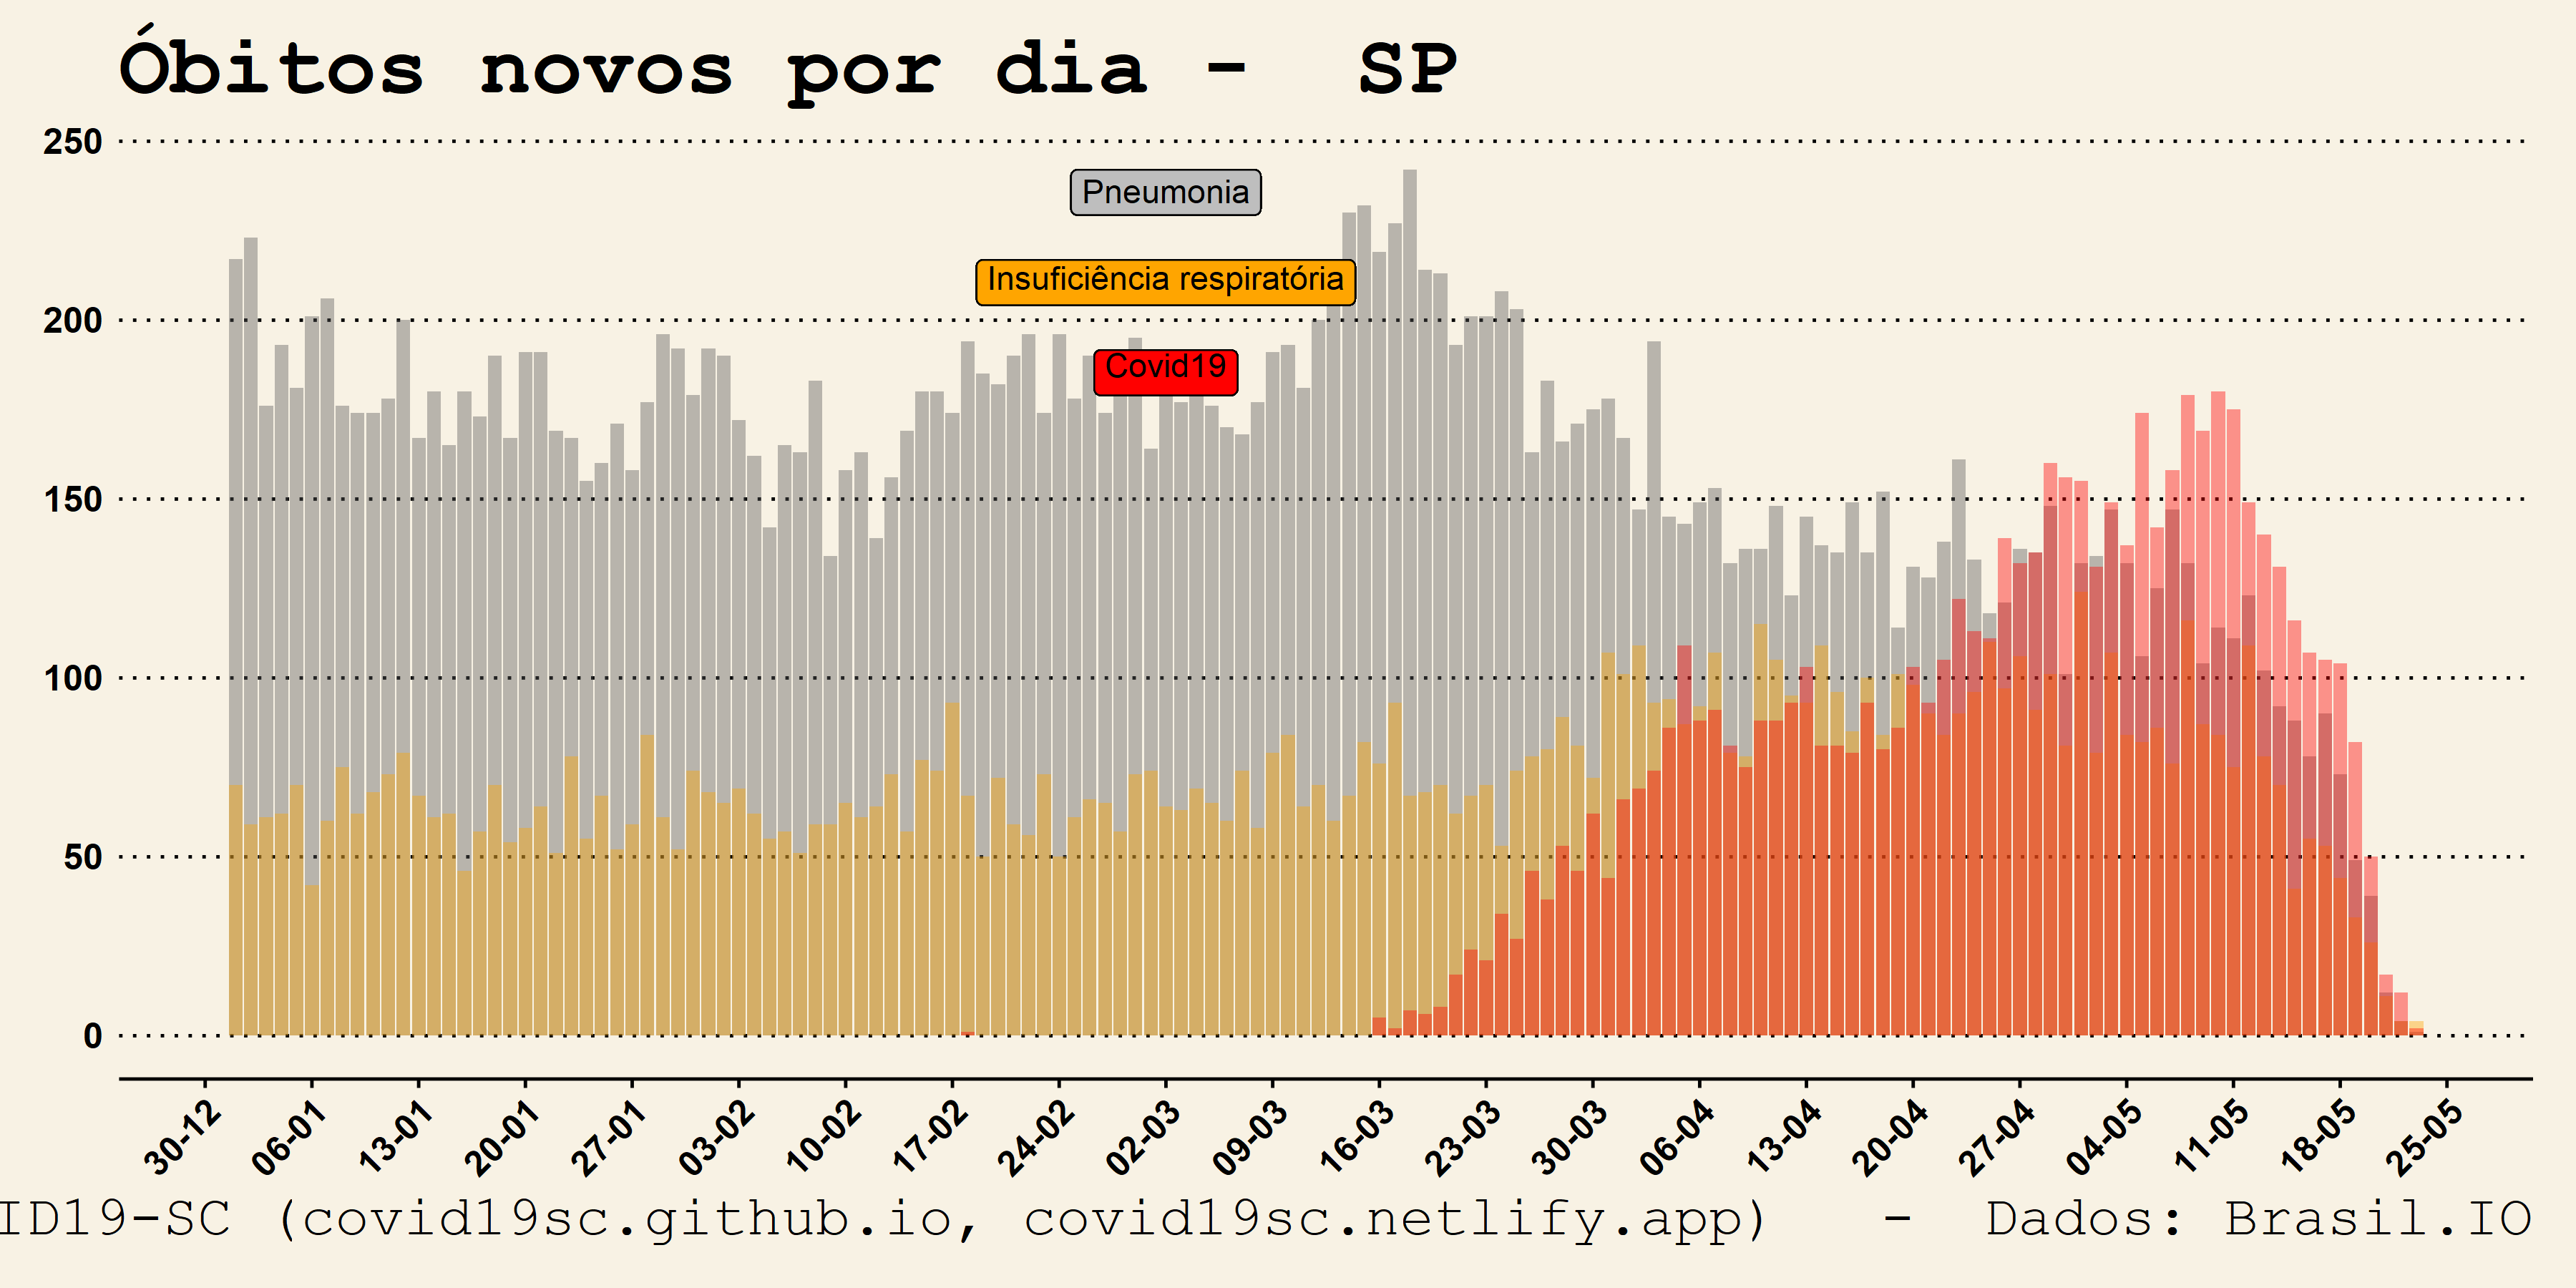 Óbitos novos por dia - SP
250
Pneumonia
Insuficiência respiratória
200
Covid19
150
100
50
0
30-12 06-01 13-01 20-01 27-01 03-02 10-02 17-02 24-02 02-03 09-03 16-03 23-03 30-03 06-04 13-04 20-04 27-04 04-05 11-05 18-05 25-05
ID19-SC (covid19sc.github.io, covid19sc.netlify.app) - Dados: Brasil.IO